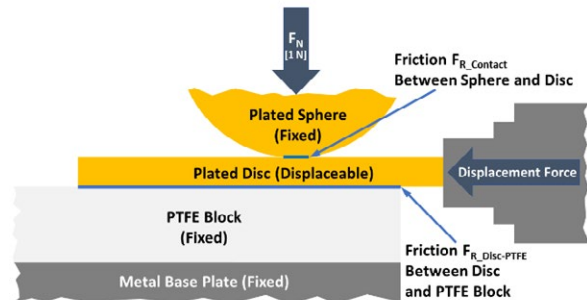 F_N
[1 N]
Friction F_R_Contact
Between Sphere and Disc
Plated Sphere
(Fixed)
Plated Disc (Displaceable)
Displacement Force
PTFE Block
(Fixed)
Friction F_R_Disc-PTFE
Between Disc
and PTFE Block
Metal Base Plate (Fixed)